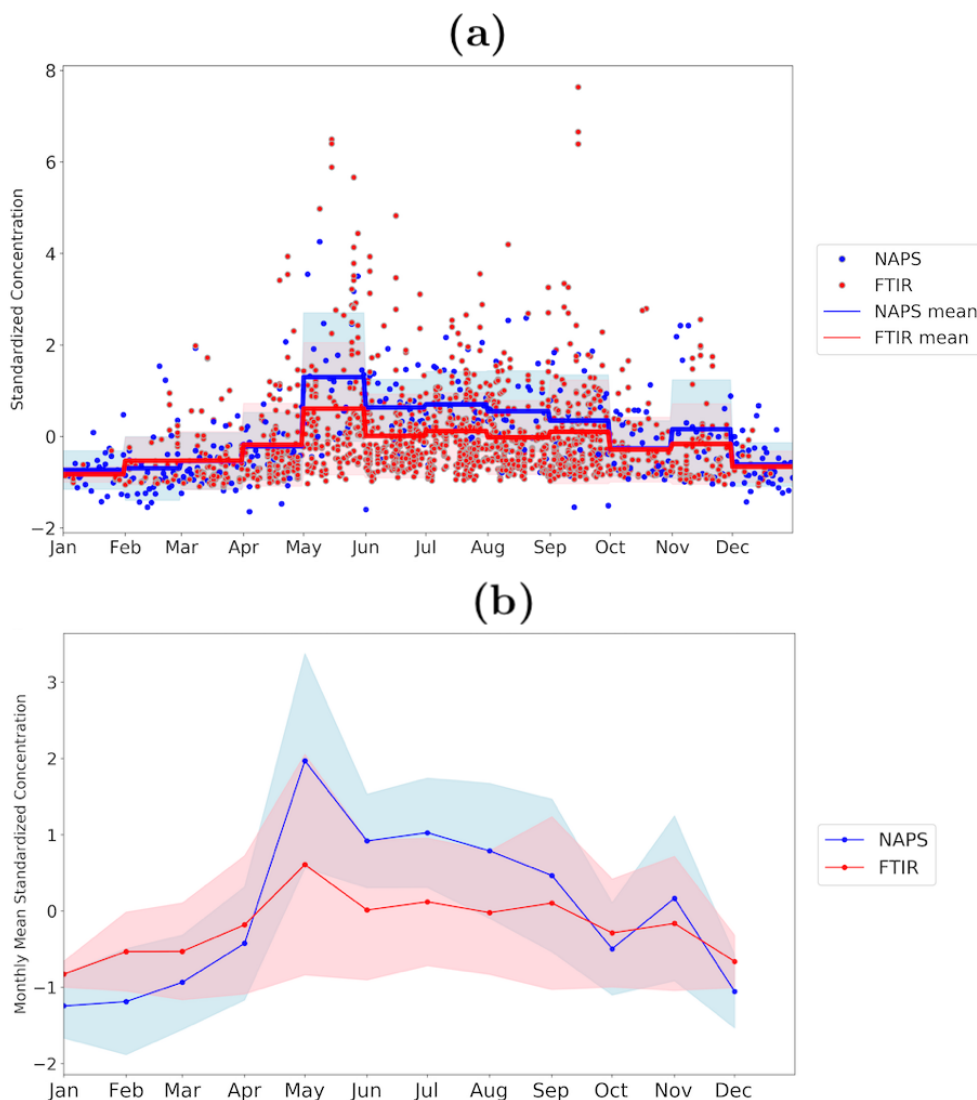 (a)
Standardized Concentration
8
6
4
2
0
−2
Jan Feb Mar Apr May Jun Jul Aug Sep Oct Nov Dec
NAPS
FTIR
NAPS mean
FTIR mean
(b)
Monthly Mean Standardized Concentration
3
2
1
0
−1
−2
Jan Feb Mar Apr May Jun Jul Aug Sep Oct Nov Dec
NAPS
FTIR